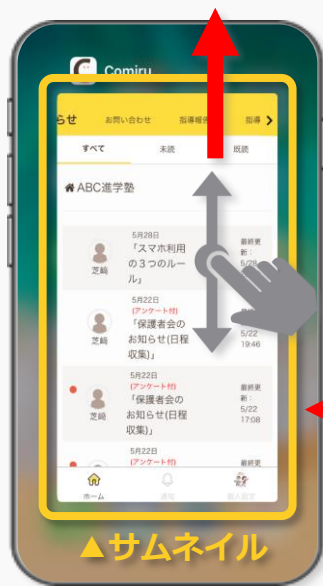 Comiru
らせ
お問い合わせ
指導報
指導
すべて
未読
既読
ABC進学塾
5月28日
「スマホ利用
の３つのルー
ル」
芝崎
最終更
新：
5/28
5月22日
(アンケート付)
「保護者会の
お知らせ(日程
収集)」
芝崎
5/22
19:46
5月22日
(アンケート付)
「保護者会の
お知らせ(日程
収集)」
芝崎
最終更
新：
5/22
17:08
5月22日
(アンケート付)
最終更
ホーム
通知
個人設定
▲サムネイル